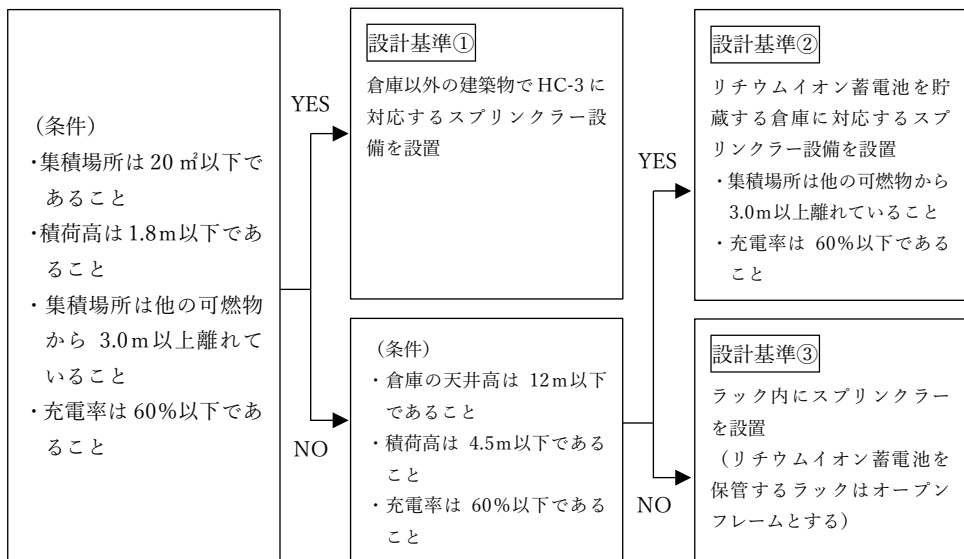 （条件）
・集積場所は 20 ㎡以下で
あること
・積荷高は 1.8ｍ以下であ
ること
・集積場所は他の可燃物
から 3.0ｍ以上離れて
いること
・充電率は 60％以下であ
ること
YES
NO
設計基準①
倉庫以外の建築物で HC-3 に
対応するスプリンクラー設
備を設置
（条件）
・倉庫の天井高は 12ｍ以下
であること
・積荷高は 4.5ｍ以下である
こと
・充電率は 60％以下である
こと
YES
NO
設計基準②
リチウムイオン蓄電池を貯
蔵する倉庫に対応するスプ
リンクラー設備を設置
・集積場所は他の可燃物から
3.0ｍ以上離れていること
・充電率は 60％以下である
こと
設計基準③
ラック内にスプリンクラー
を設置
（リチウムイオン蓄電池を
保管するラックはオープン
フレームとする）